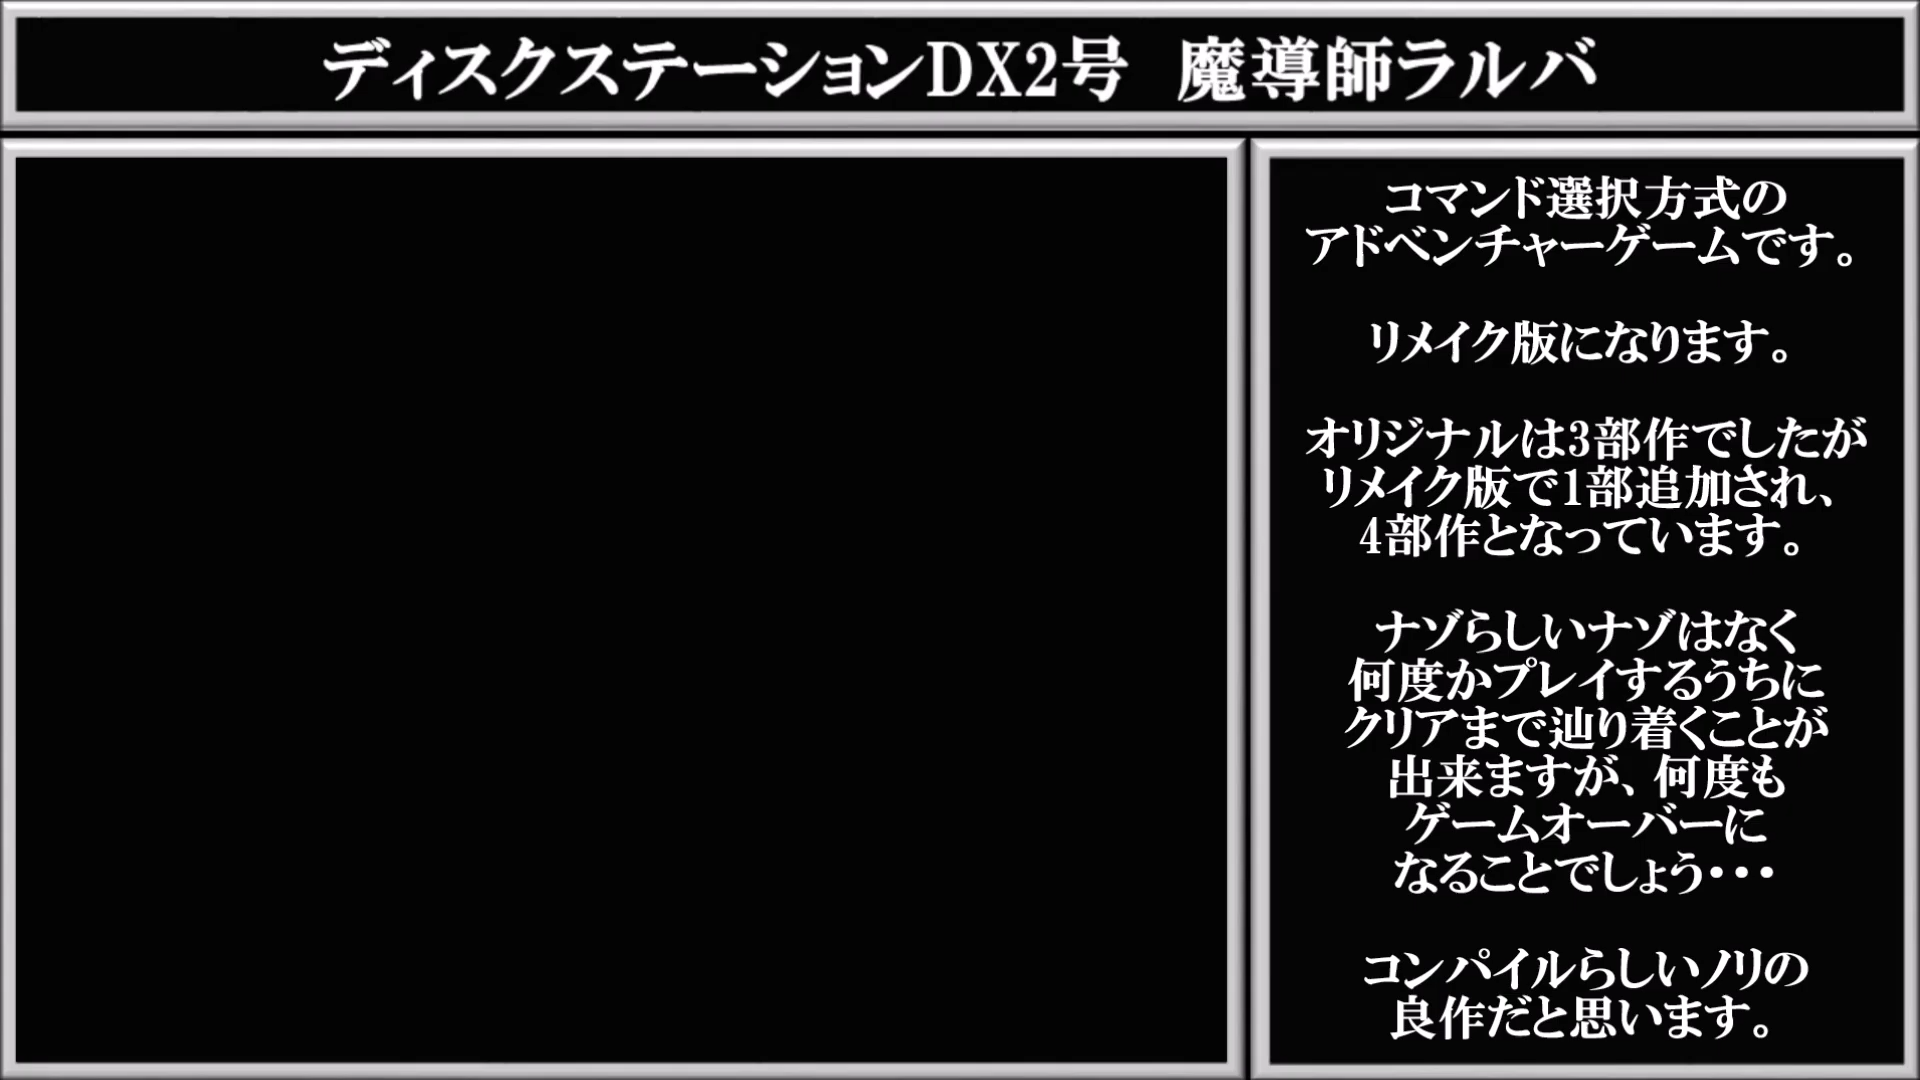 ディスクステーションDX2号　魔導師ラルバ
コマンド選択方式の
アドベンチャーゲームです。
リメイク版になります。
オリジナルは3部作でしたが
リメイク版で1部追加され、
4部作となっています。
ナゾらしいナゾはなく
何度かプレイするうちに
クリアまで辿り着くことが
出来ますが、何度も
ゲームオーバーに
なることでしょう・・・
コンパイルらしいノリの
良作だと思います。